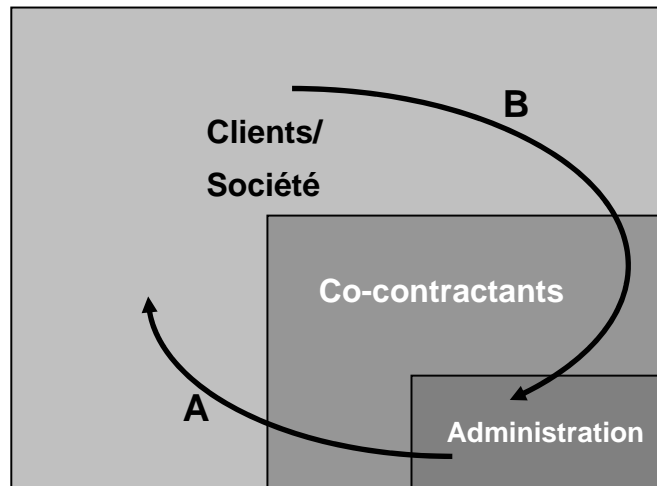 B
Clients/
Société
Co-contractants
A
Administration